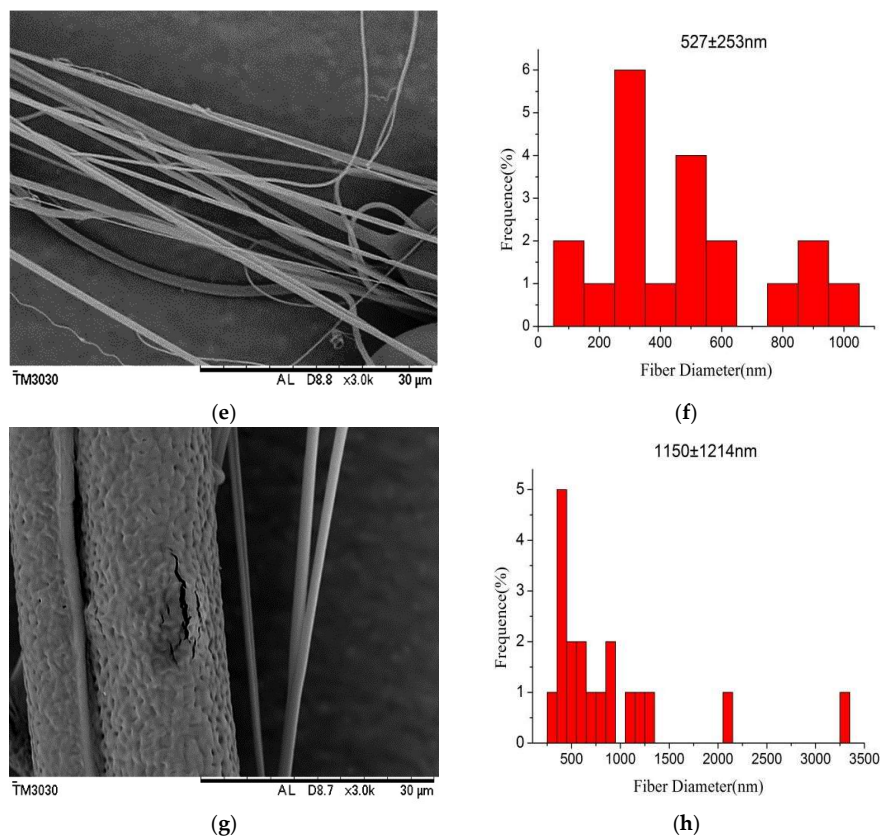 527±253nm
6
5
4
3
2
1
0
Frequence(%)
0 200 400 600 800 1000
Fiber Diameter(nm)
TM3030 AL D8.8 x3.0k 30 µm
(e) (f)
1150±1214nm
5
4
3
2
1
0
Frequence(%)
500 1000 1500 2000 2500 3000 3500
Fiber Diameter(nm)
TM3030 AL D8.7 x3.0k 30 µm
(g) (h)